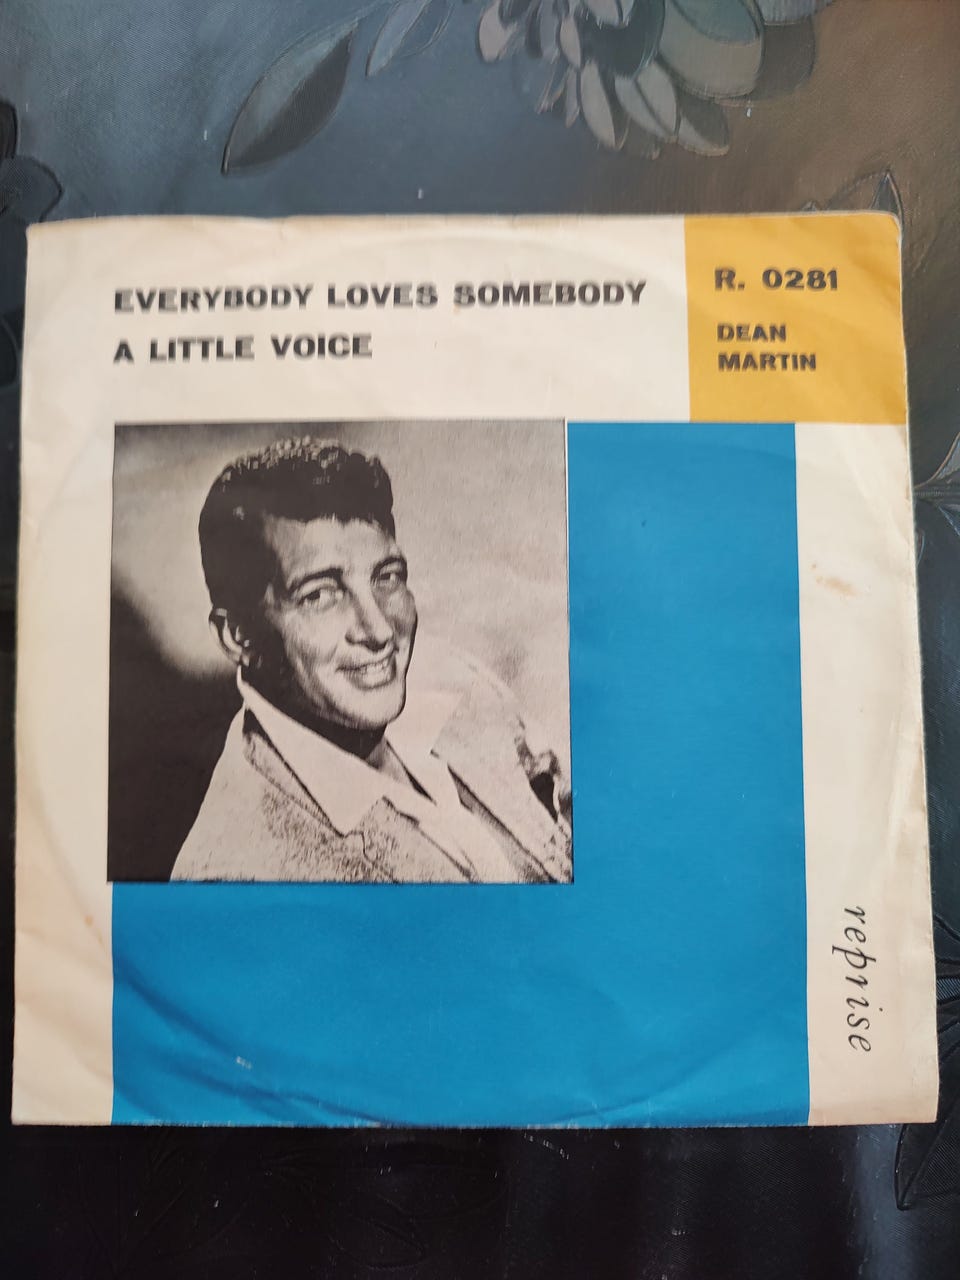 EVERYBODY LOVES SOMEBODY
A LITTLE VOICE
R. 0281
DEAN
MARTIN
reprise